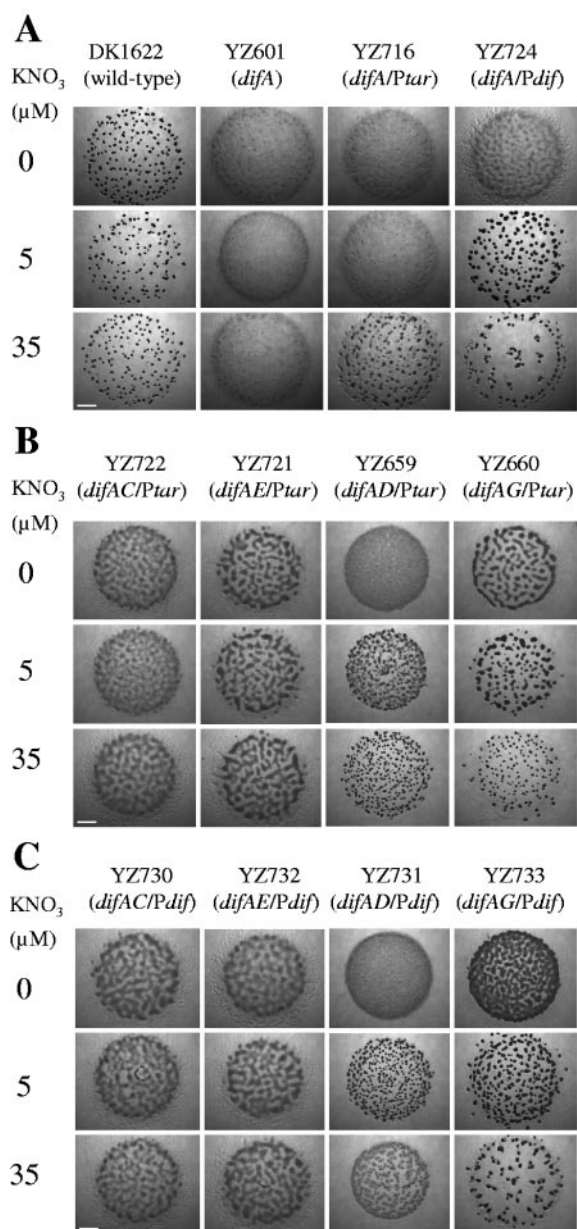 A
DK1622 YZ601 YZ716 YZ724
KNO₃ (wild-type) (difA) (difA/Ptar) (difA/Pdif)
(µM)
0
5
35
B
YZ722 YZ721 YZ659 YZ660
KNO₃ (difAC/Ptar) (difAE/Ptar) (difAD/Ptar) (difAG/Ptar)
(µM)
0
5
35
C
YZ730 YZ732 YZ731 YZ733
KNO₃ (difAC/Pdif) (difAE/Pdif) (difAD/Pdif) (difAG/Pdif)
(µM)
0
5
35